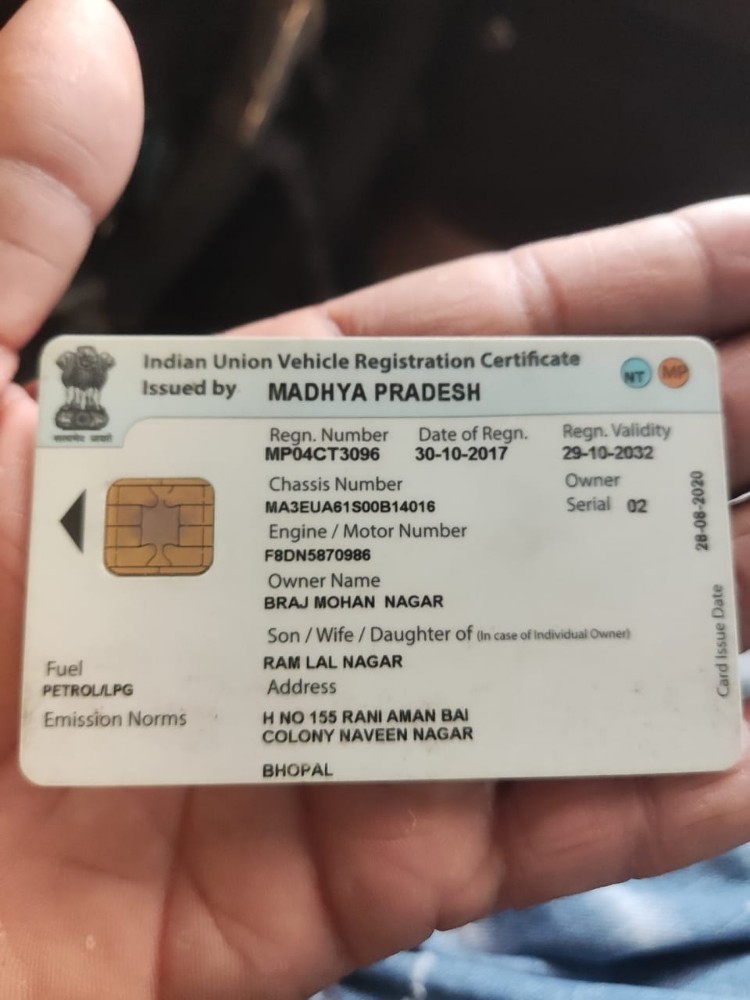 Indian Union Vehicle Registration Certificate
Issued by MADHYA PRADESH
NT MP
सत्यमेव जयते
Regn. Number Date of Regn. Regn. Validity
MP04CT3096 30-10-2017 29-10-2032
Chassis Number Owner
MA3EUA61S00B14016 Serial 02
Engine / Motor Number
F8DN5870986
Owner Name
BRAJ MOHAN NAGAR
Son / Wife / Daughter of (In case of Individual Owner)
RAM LAL NAGAR
Fuel
PETROL/LPG
Address
Emission Norms
H NO 155 RANI AMAN BAI
COLONY NAVEEN NAGAR
BHOPAL
Card Issue Date 28-08-2020